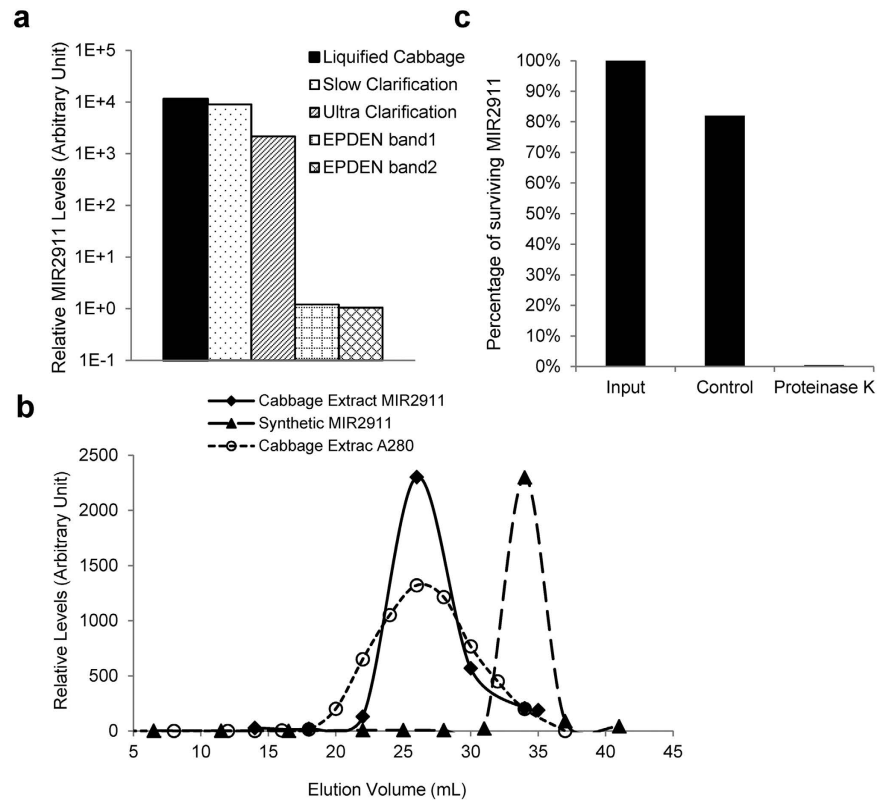 a
Relative MIR2911 Levels (Arbitrary Unit)
1E+5
1E+4
1E+3
1E+2
1E+1
1E+0
1E-1
Liquified Cabbage
Slow Clarification
Ultra Clarification
EPDEN band1
EPDEN band2
c
Percentage of surviving MIR2911
100%
90%
80%
70%
60%
50%
40%
30%
20%
10%
0%
Input Control Proteinase K
b
Cabbage Extract MIR2911
Synthetic MIR2911
Cabbage Extrac A280
Relative Levels (Arbitrary Unit)
2500
2000
1500
1000
500
0
5 10 15 20 25 30 35 40 45
Elution Volume (mL)